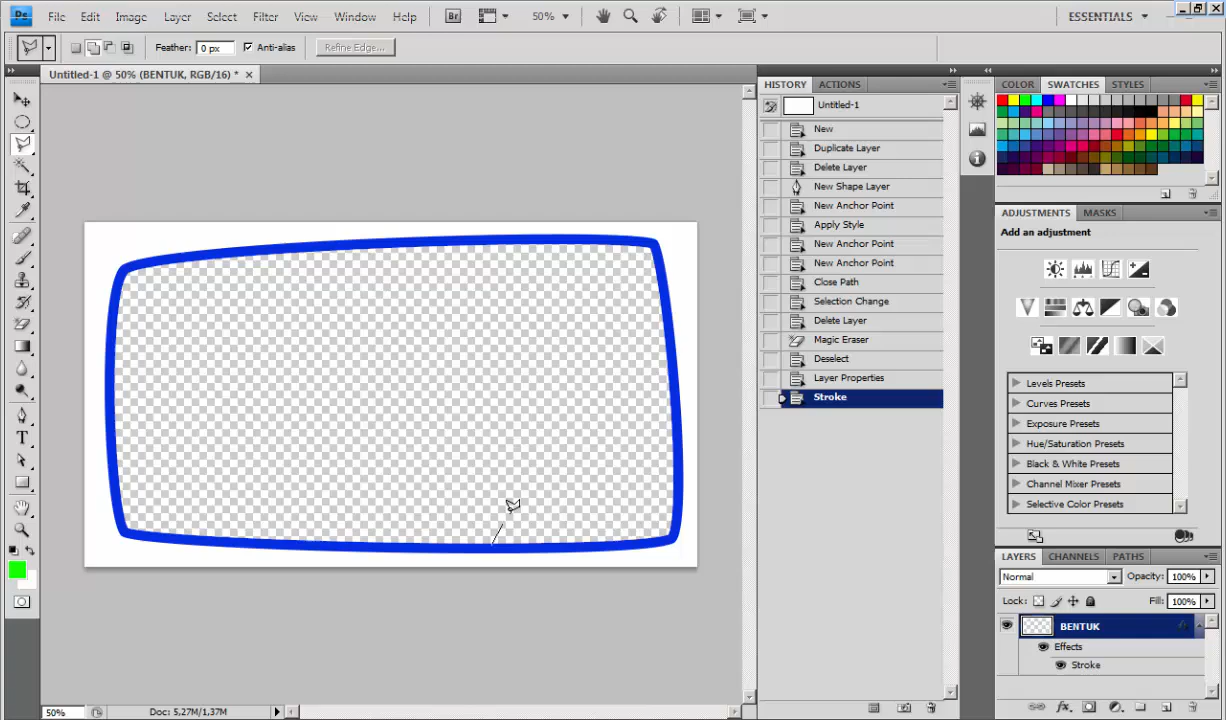 Ps File Edit Image Layer Select Filter View Window Help Br 50% ESSENTIALS
Feather: 0 px Anti-alias Refine Edge...
Untitled-1 @ 50% (BENTUK, RGB/16) *
HISTORY ACTIONS
Untitled-1
New
Duplicate Layer
Delete Layer
New Shape Layer
New Anchor Point
Apply Style
New Anchor Point
New Anchor Point
Close Path
Selection Change
Delete Layer
Magic Eraser
Deselect
Layer Properties
Stroke
COLOR SWATCHES STYLES
ADJUSTMENTS MASKS
Add an adjustment
Levels Presets
Curves Presets
Exposure Presets
Hue/Saturation Presets
Black & White Presets
Channel Mixer Presets
Selective Color Presets
LAYERS CHANNELS PATHS
Normal Opacity: 100%
Lock: Fill: 100%
BENTUK
Effects
Stroke
fx
T
50% Doc: 5,27M/1,37M